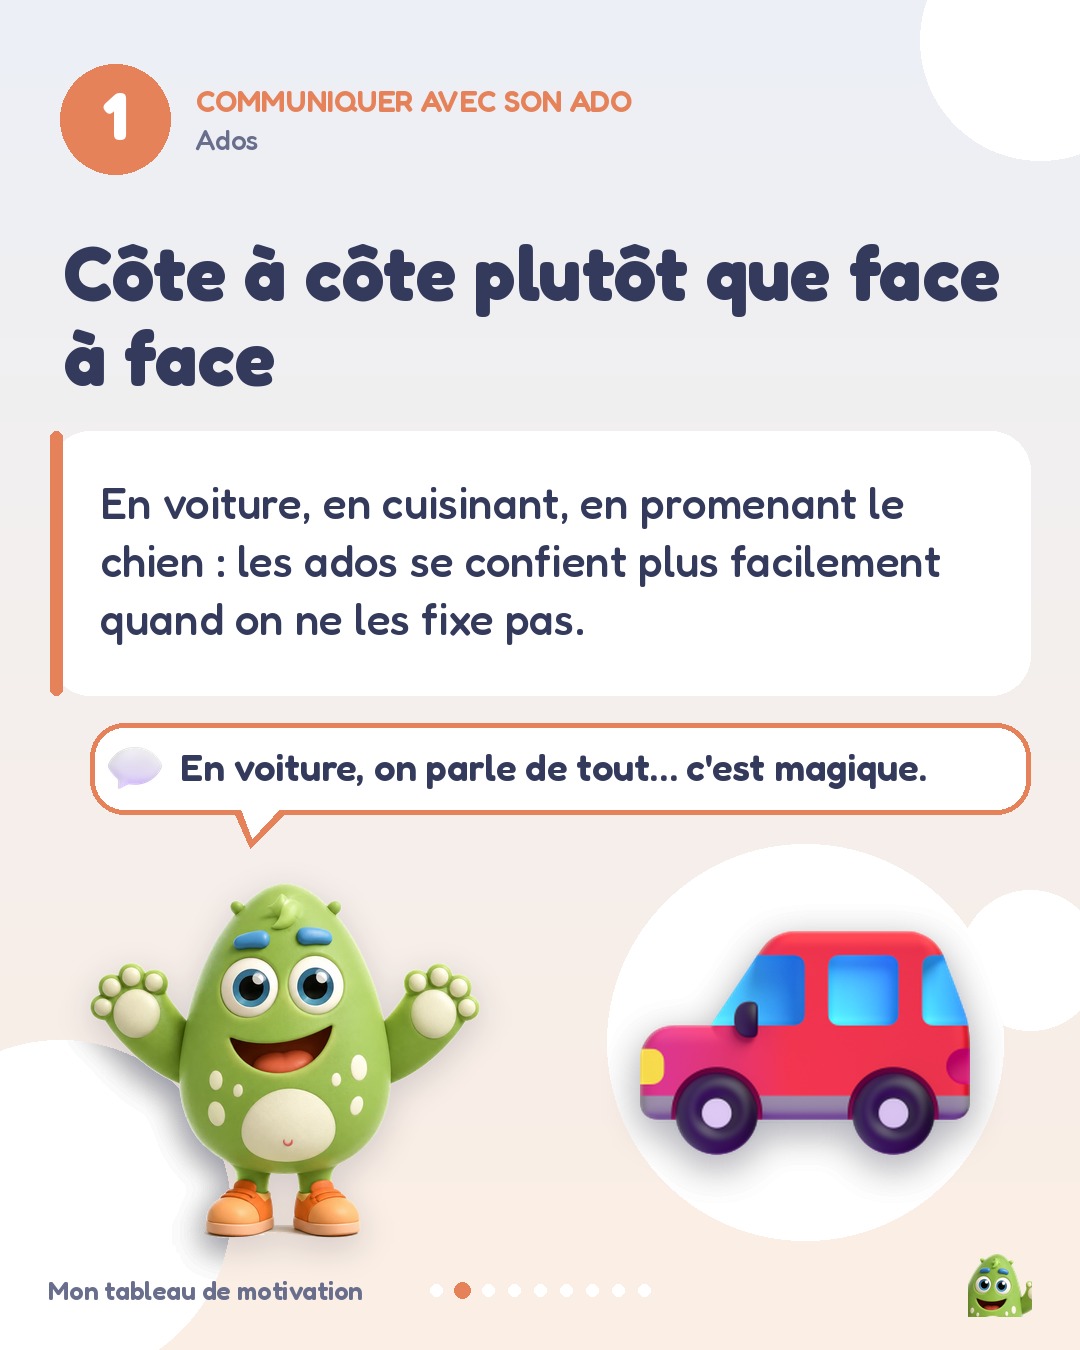 1
COMMUNIQUER AVEC SON ADO
Ados
Côte à côte plutôt que face
à face
En voiture, en cuisinant, en promenant le
chien : les ados se confient plus facilement
quand on ne les fixe pas.
En voiture, on parle de tout... c'est magique.
Mon tableau de motivation